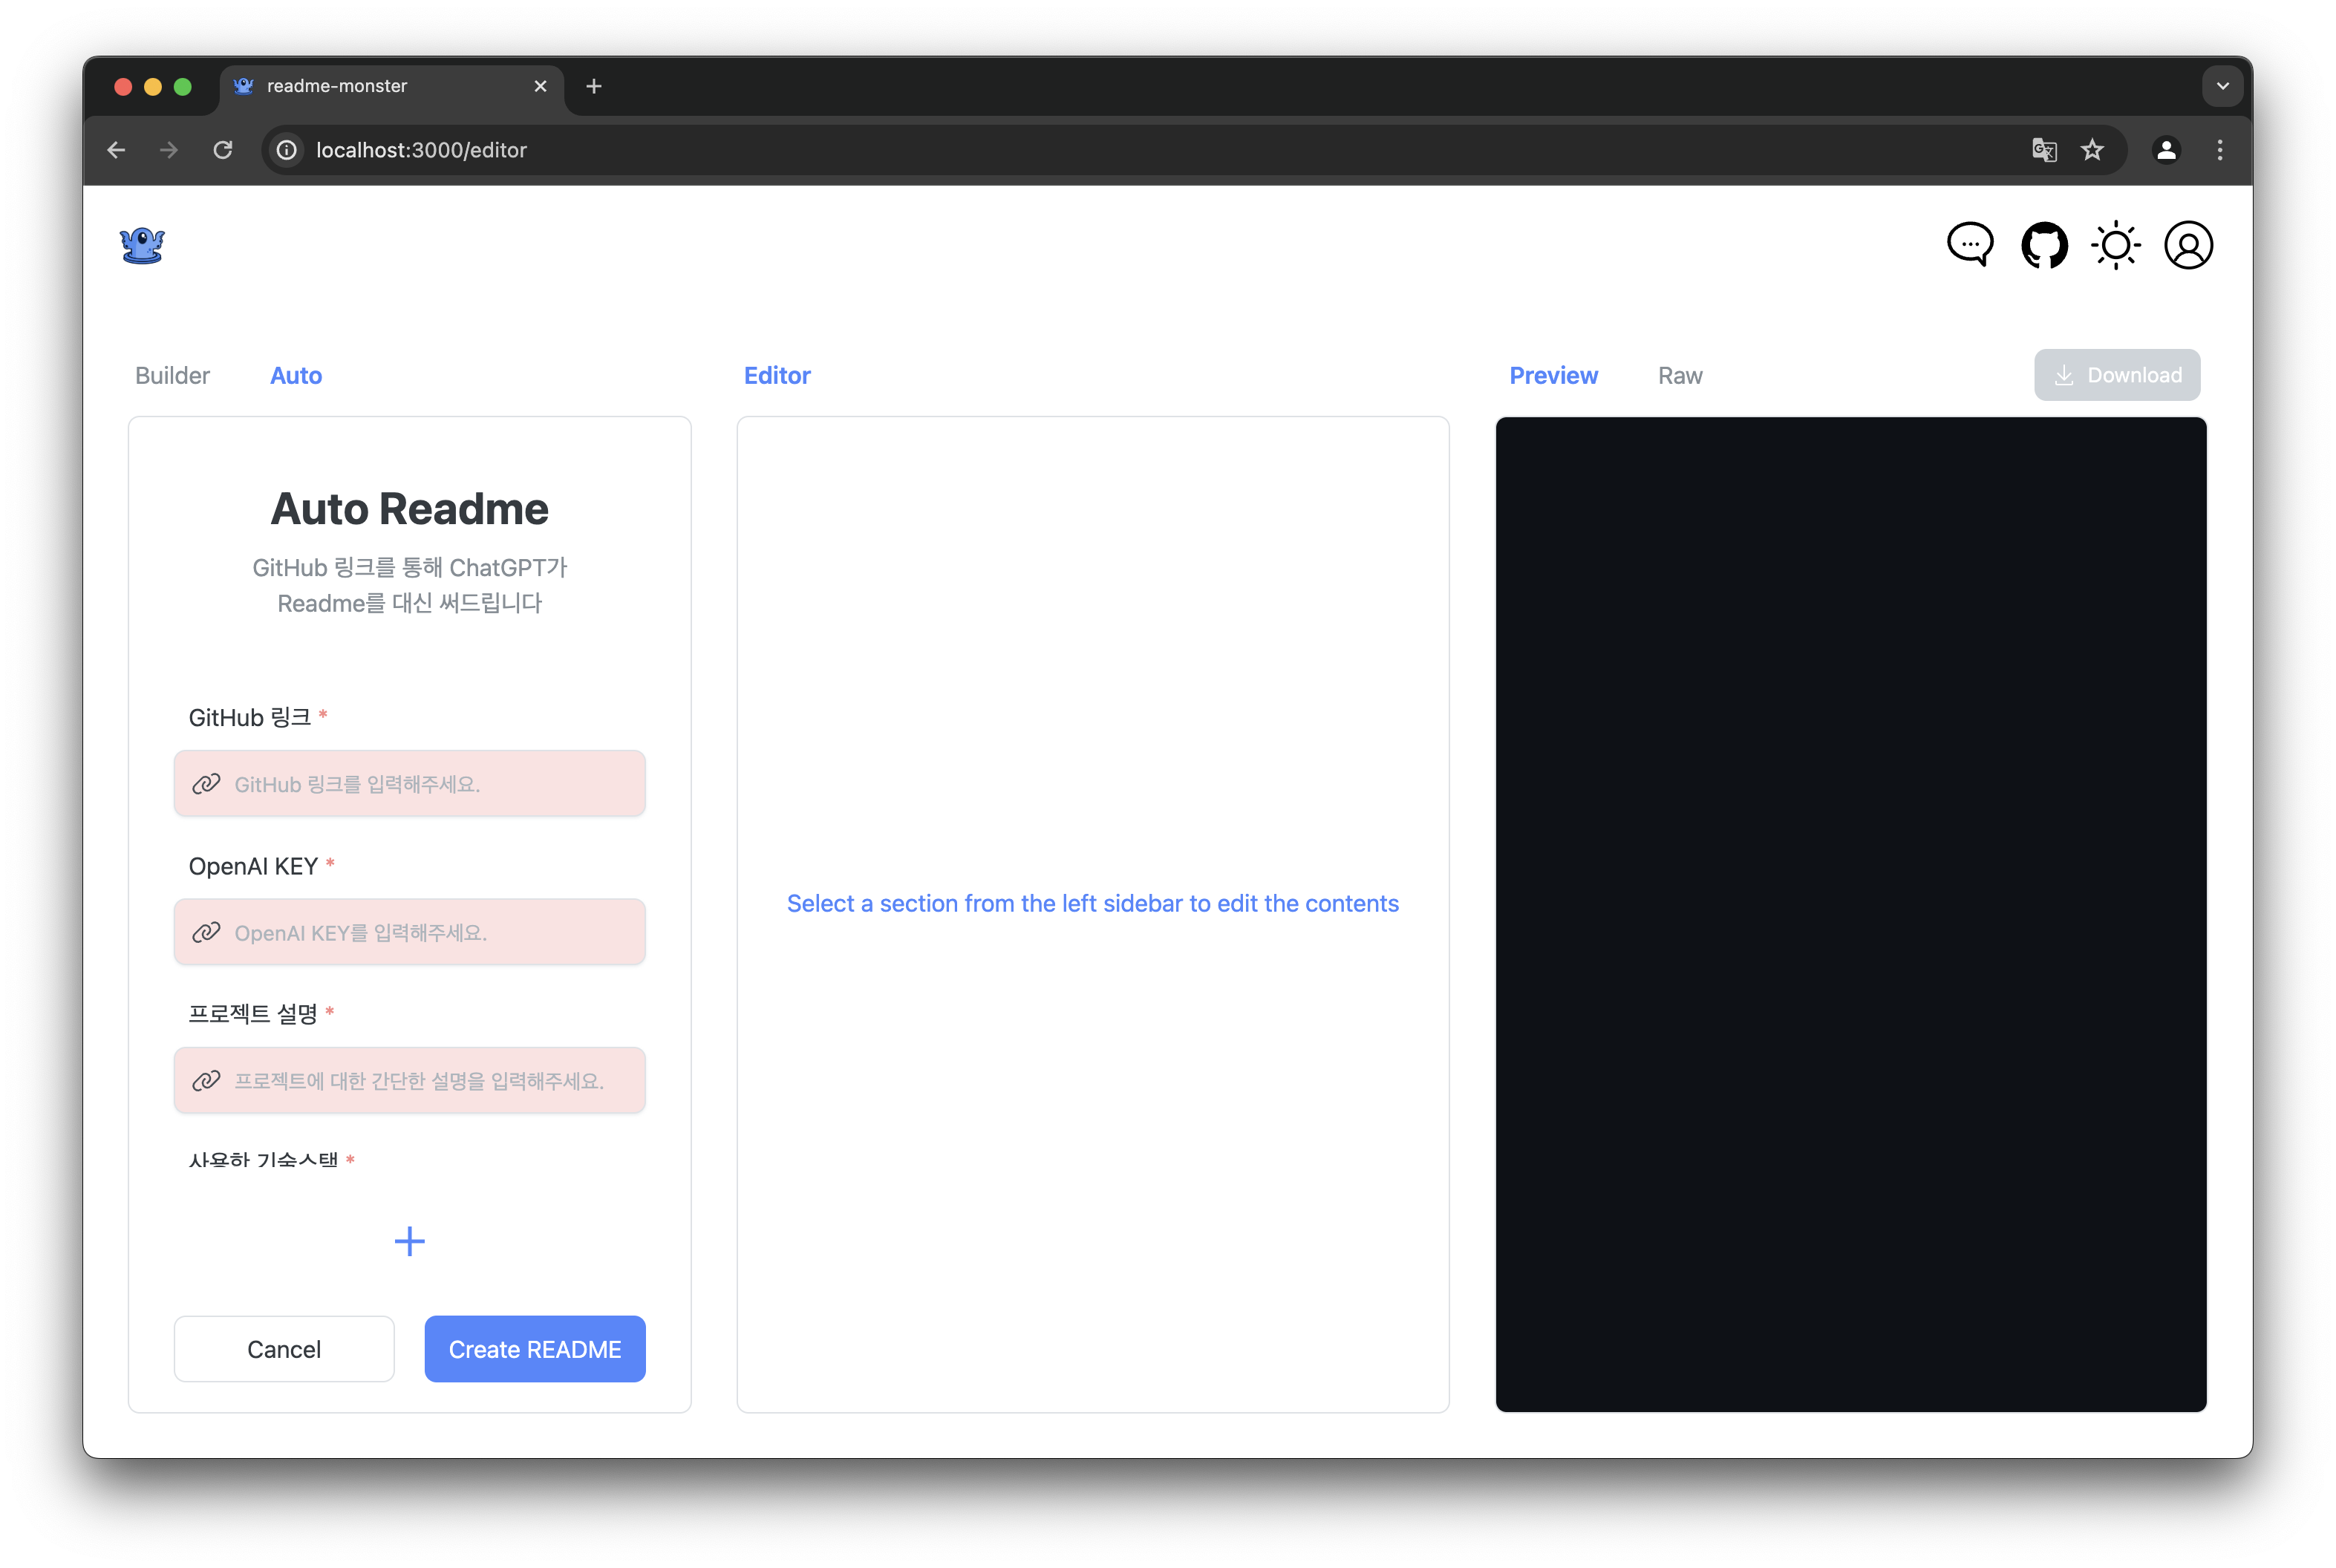 readme-monster
localhost:3000/editor
Builder
Auto
Editor
Preview
Raw
Download
Auto Readme
GitHub 링크를 통해 ChatGPT가
Readme를 대신 써드립니다
GitHub 링크 *
GitHub 링크를 입력해주세요.
OpenAI KEY *
OpenAI KEY를 입력해주세요.
프로젝트 설명 *
프로젝트에 대한 간단한 설명을 입력해주세요.
사용한 기술스택 *
Cancel
Create README
Select a section from the left sidebar to edit the contents